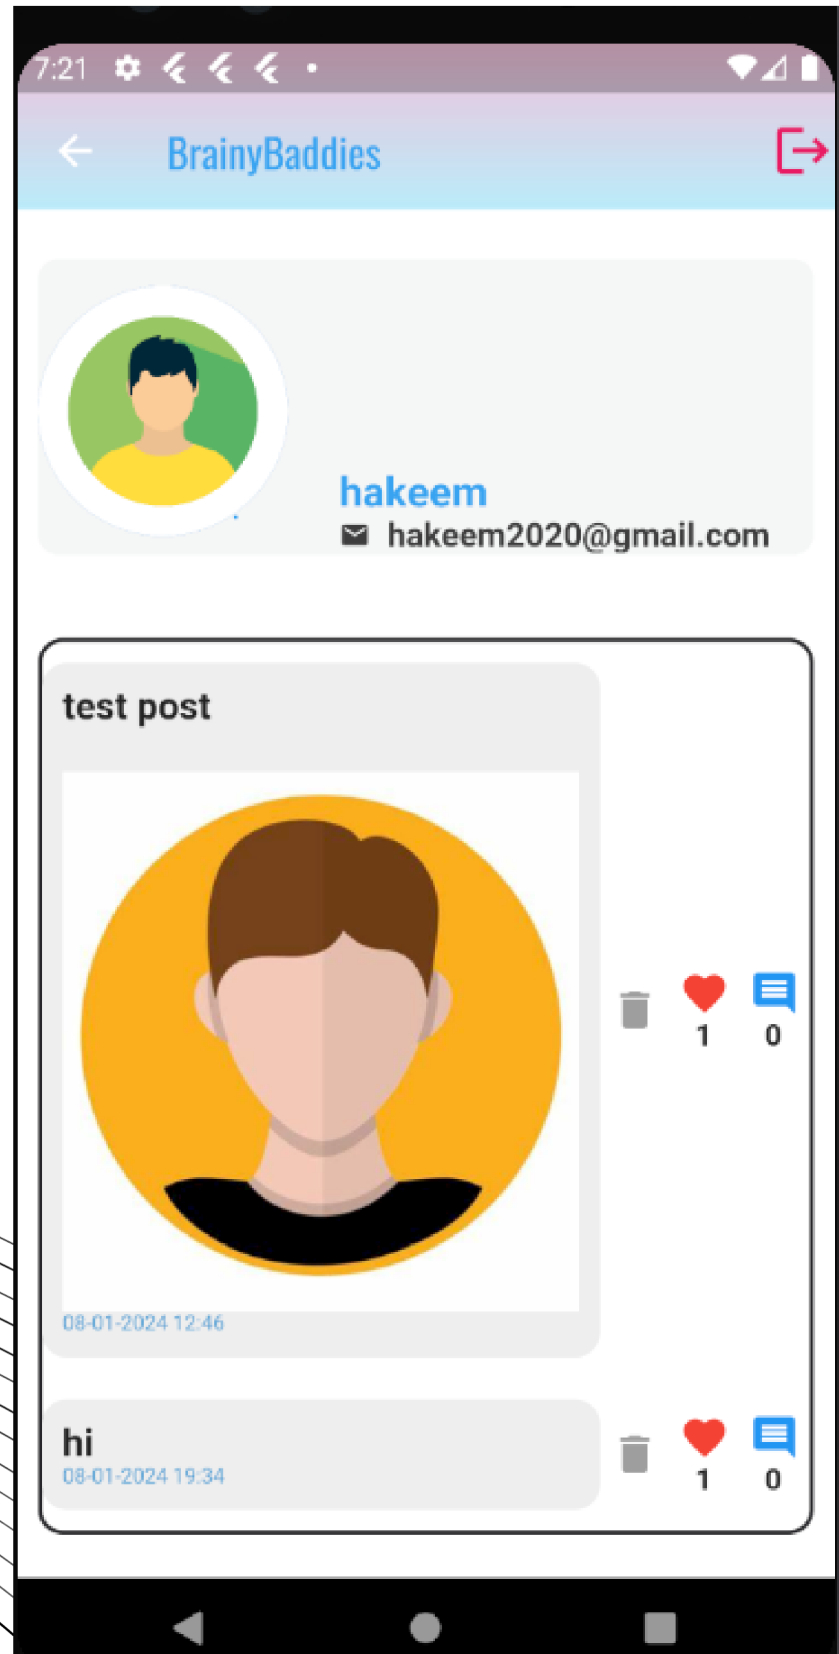 7:21
BrainyBaddies
hakeem
hakeem2020@gmail.com
test post
1 0
08-01-2024 12:46
hi
08-01-2024 19:34
1 0